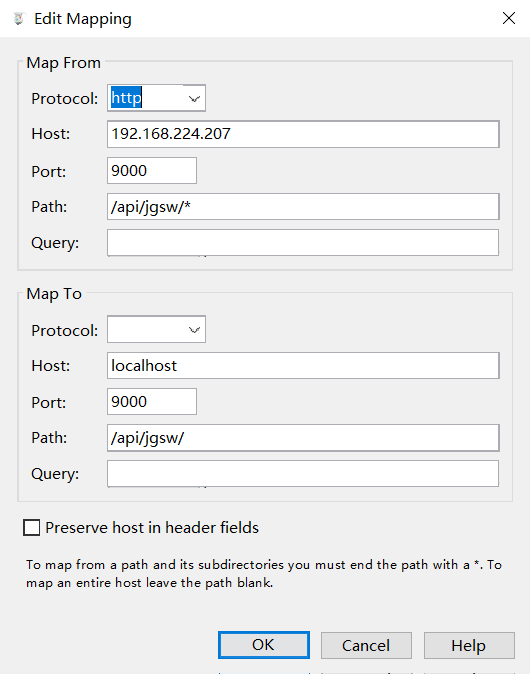 Edit Mapping
Map From
Protocol: http
Host: 192.168.224.207
Port: 9000
Path: /api/jgsw/*
Query:
Map To
Protocol:
Host: localhost
Port: 9000
Path: /api/jgsw/
Query:
Preserve host in header fields
To map from a path and its subdirectories you must end the path with a *. To
map an entire host leave the path blank.
OK Cancel Help